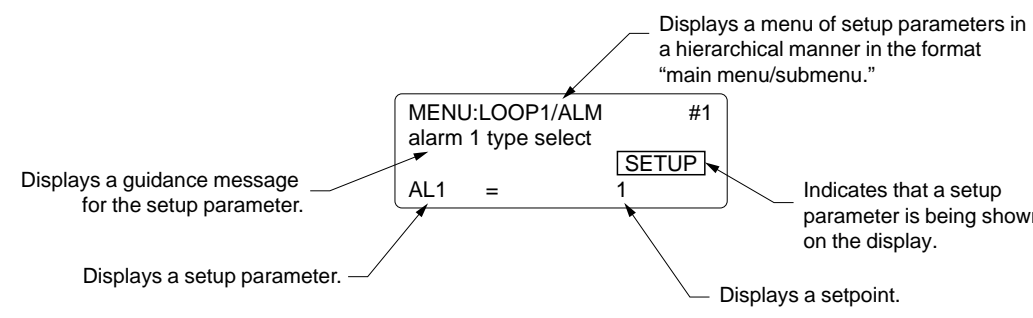 Displays a menu of setup parameters in
a hierarchical manner in the format
“main menu/submenu.”
MENU:LOOP1/ALM #1
alarm 1 type select
SETUP
AL1 = 1
Displays a guidance message
for the setup parameter.
Indicates that a setup
parameter is being shown
on the display.
Displays a setup parameter.
Displays a setpoint.